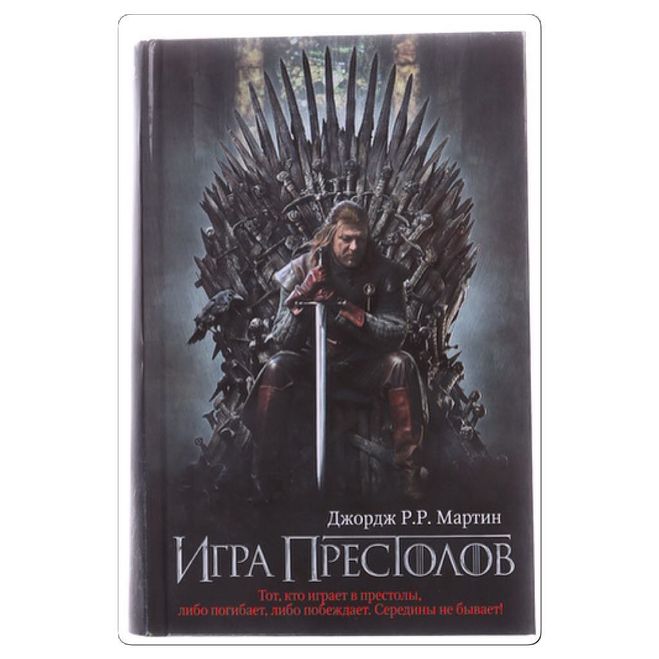 Джордж Р.Р. Мартин
ИГРА ПРЕСТОЛОВ
Тот, кто играет в престолы,
либо погибает, либо побеждает. Середины не бывает!